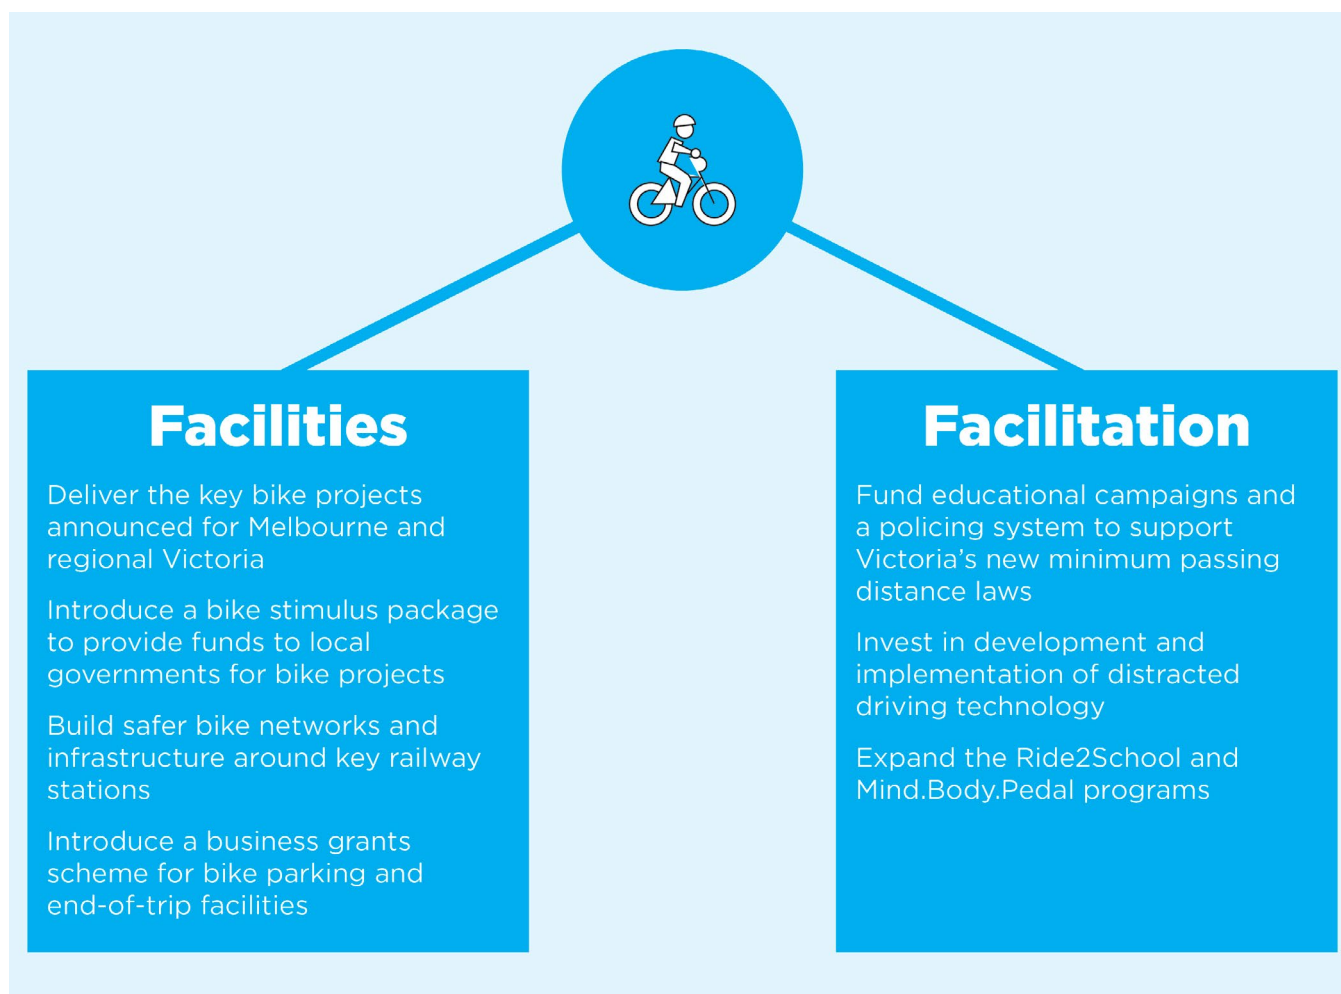 Facilities
Deliver the key bike projects
announced for Melbourne and
regional Victoria
Introduce a bike stimulus package
to provide funds to local
governments for bike projects
Build safer bike networks and
infrastructure around key railway
stations
Introduce a business grants
scheme for bike parking and
end-of-trip facilities
Facilitation
Fund educational campaigns and
a policing system to support
Victoria’s new minimum passing
distance laws
Invest in development and
implementation of distracted
driving technology
Expand the Ride2School and
Mind.Body.Pedal programs